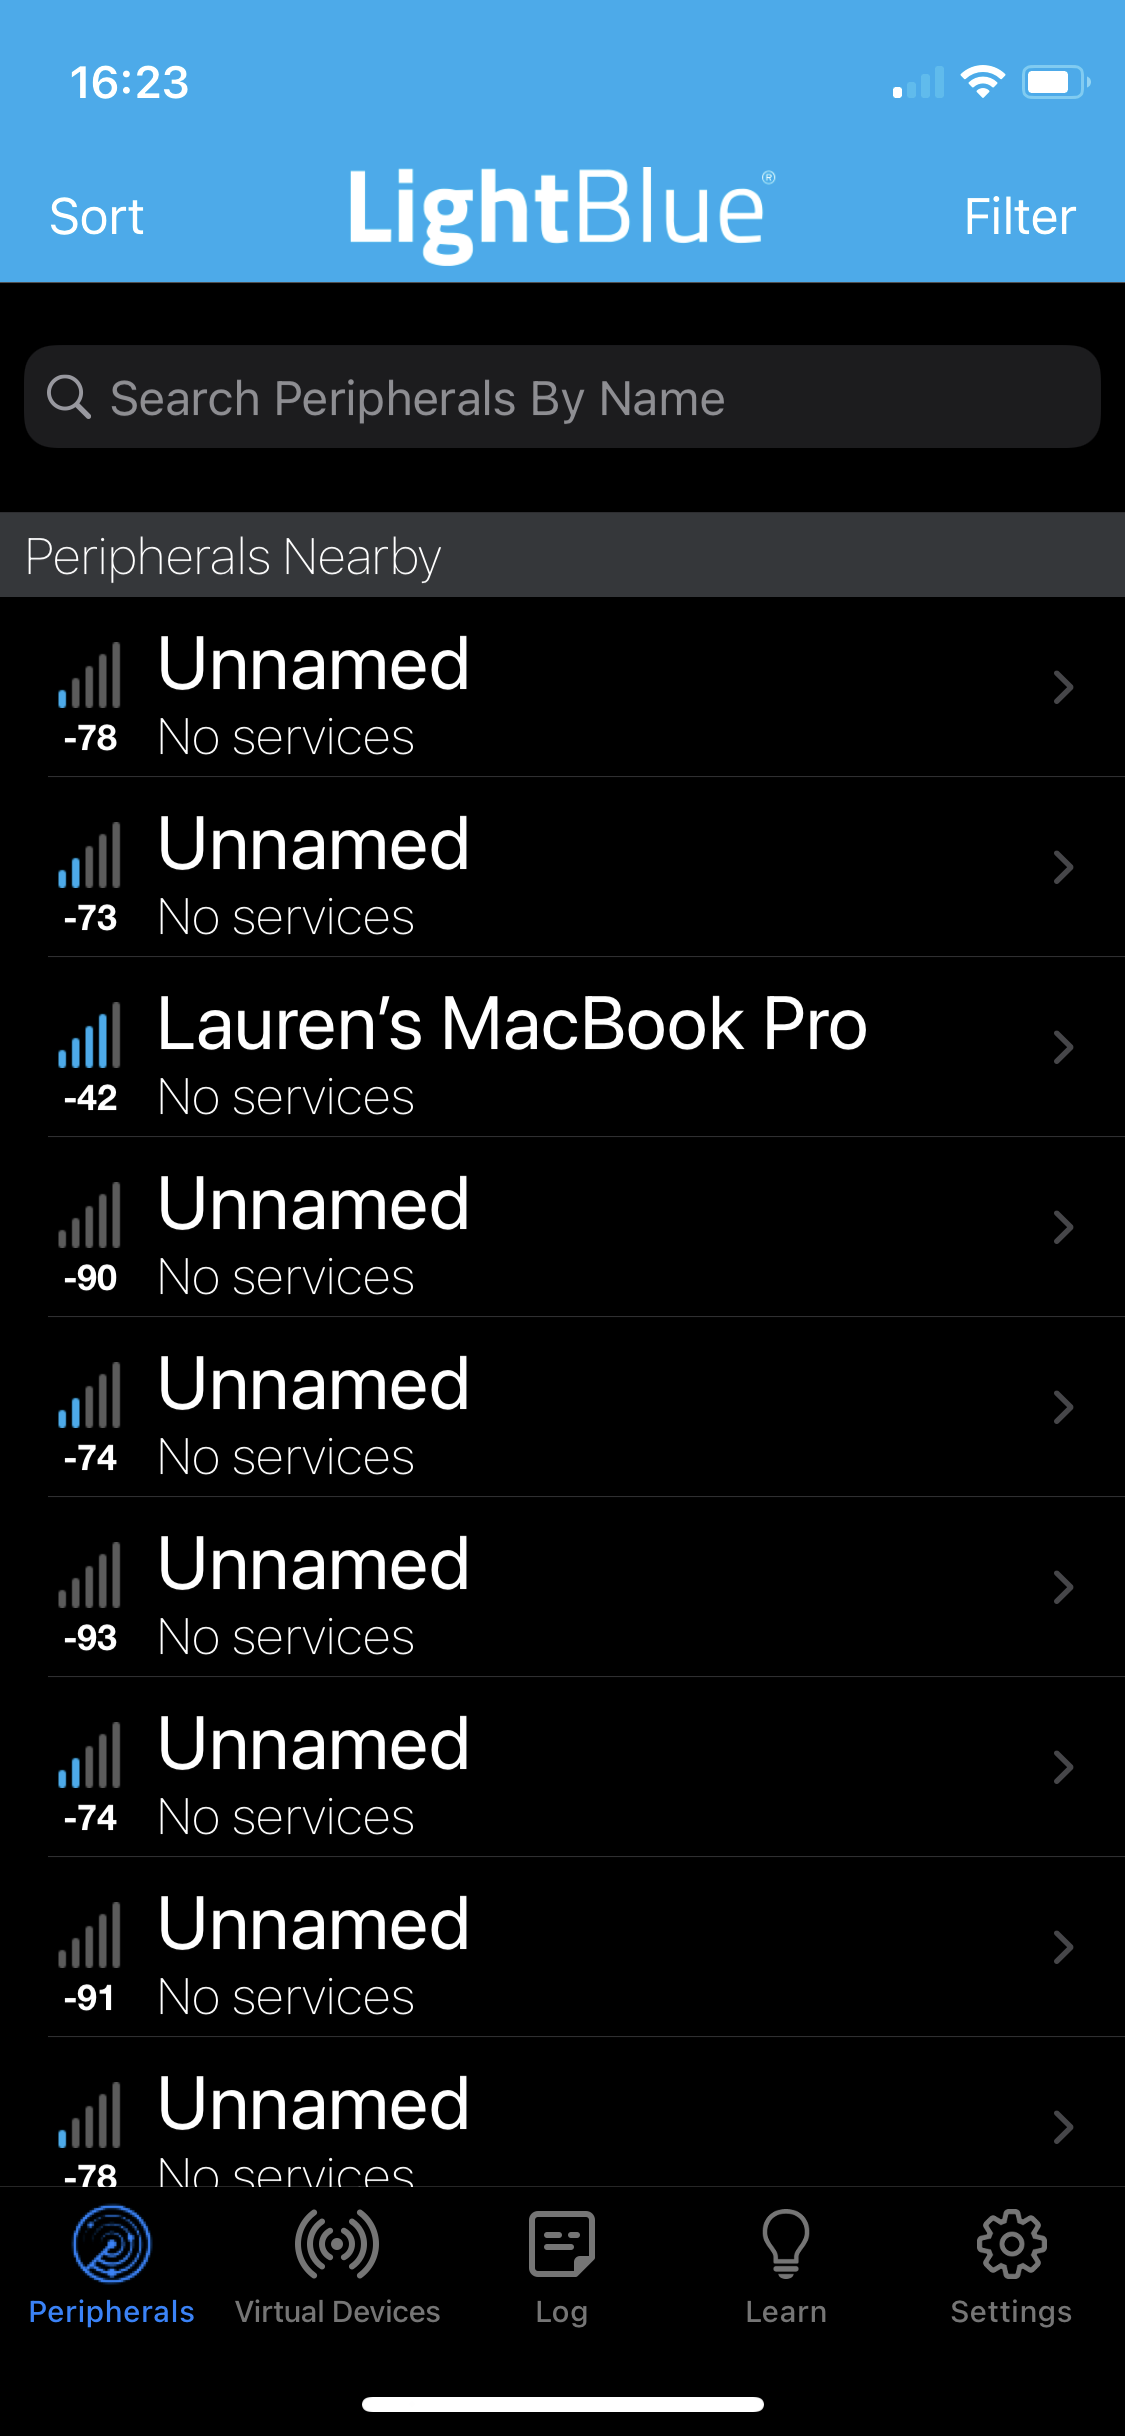 16:23
Sort
LightBlue®
Filter
Search Peripherals By Name
Peripherals Nearby
Unnamed
-78 No services
Unnamed
-73 No services
Lauren’s MacBook Pro
-42 No services
Unnamed
-90 No services
Unnamed
-74 No services
Unnamed
-93 No services
Unnamed
-74 No services
Unnamed
-91 No services
Unnamed
-78 No services
Peripherals
Virtual Devices
Log
Learn
Settings